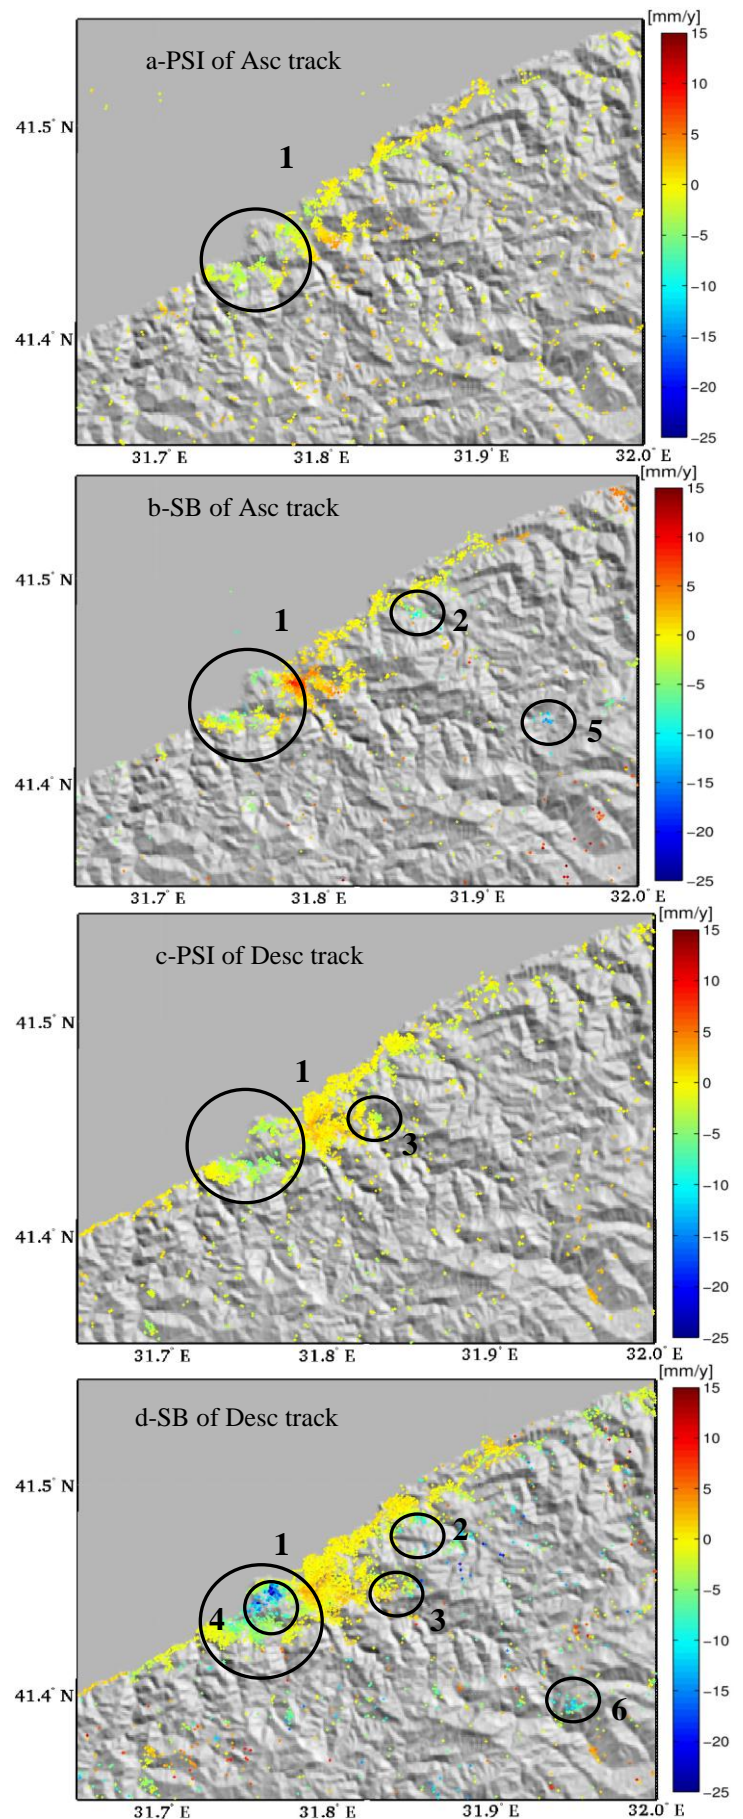 [mm/y]
a-PSI of Asc track
15
10
5
0
−5
−10
−15
−20
−25
41.5° N
1
41.4° N
31.7° E 31.8° E 31.9° E 32.0° E
[mm/y]
b-SB of Asc track
15
10
5
0
−5
−10
−15
−20
−25
41.5° N
1
2
5
41.4° N
31.7° E 31.8° E 31.9° E 32.0° E
[mm/y]
c-PSI of Desc track
15
10
5
0
−5
−10
−15
−20
−25
41.5° N
1
3
41.4° N
31.7° E 31.8° E 31.9° E 32.0° E
[mm/y]
d-SB of Desc track
15
10
5
0
−5
−10
−15
−20
−25
41.5° N
1
2
4
3
6
41.4° N
31.7° E 31.8° E 31.9° E 32.0° E